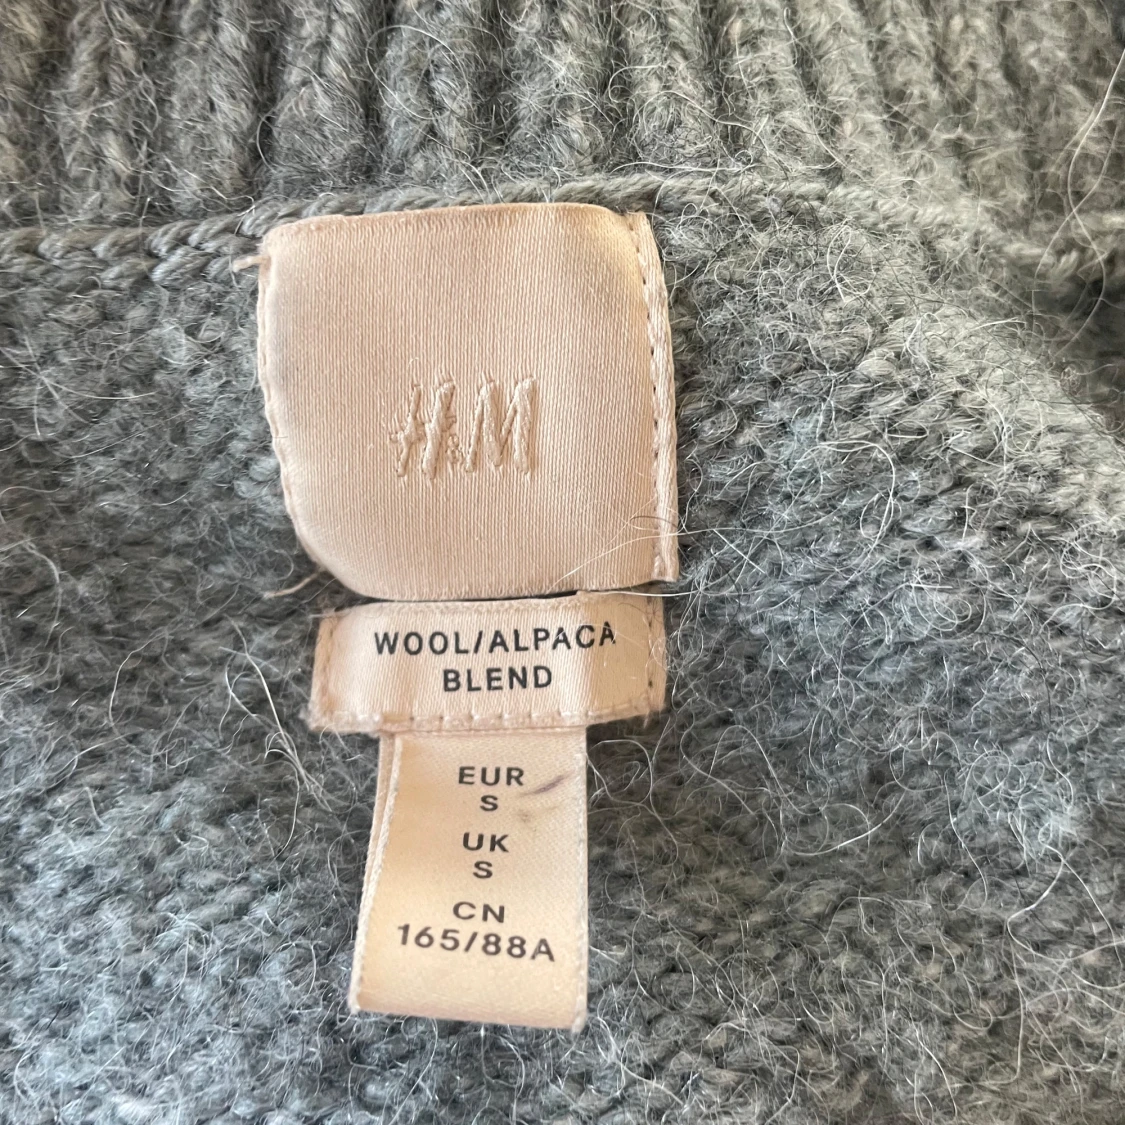 H&M
WOOL/ALPACA
BLEND
EUR
S
UK
S
CN
165/88A